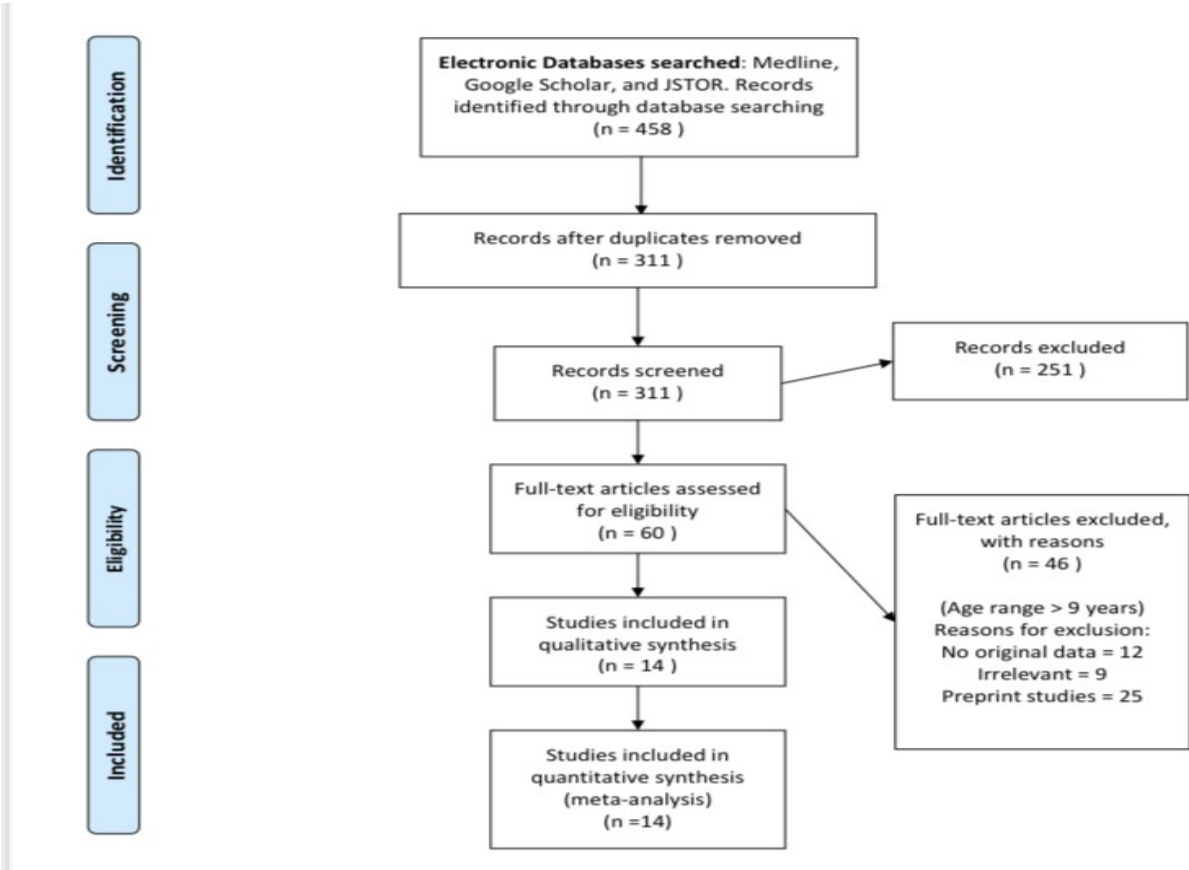 Identification
Electronic Databases searched: Medline,
Google Scholar, and JSTOR. Records
identified through database searching
(n = 458 )
Records after duplicates removed
(n = 311 )
Screening
Records screened
(n = 311 )
Records excluded
(n = 251 )
Eligibility
Full-text articles assessed
for eligibility
(n = 60 )
Full-text articles excluded,
with reasons
(n = 46 )
(Age range > 9 years)
Reasons for exclusion:
No original data = 12
Irrelevant = 9
Preprint studies = 25
Studies included in
qualitative synthesis
(n = 14 )
Included
Studies included in
quantitative synthesis
(meta-analysis)
(n =14)